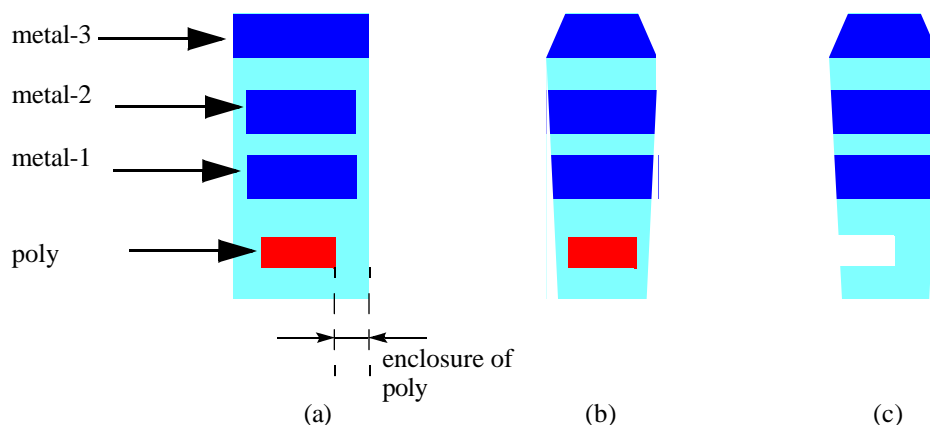 metal-3
metal-2
metal-1
poly
enclosure of
poly
(a)
(b)
(c)